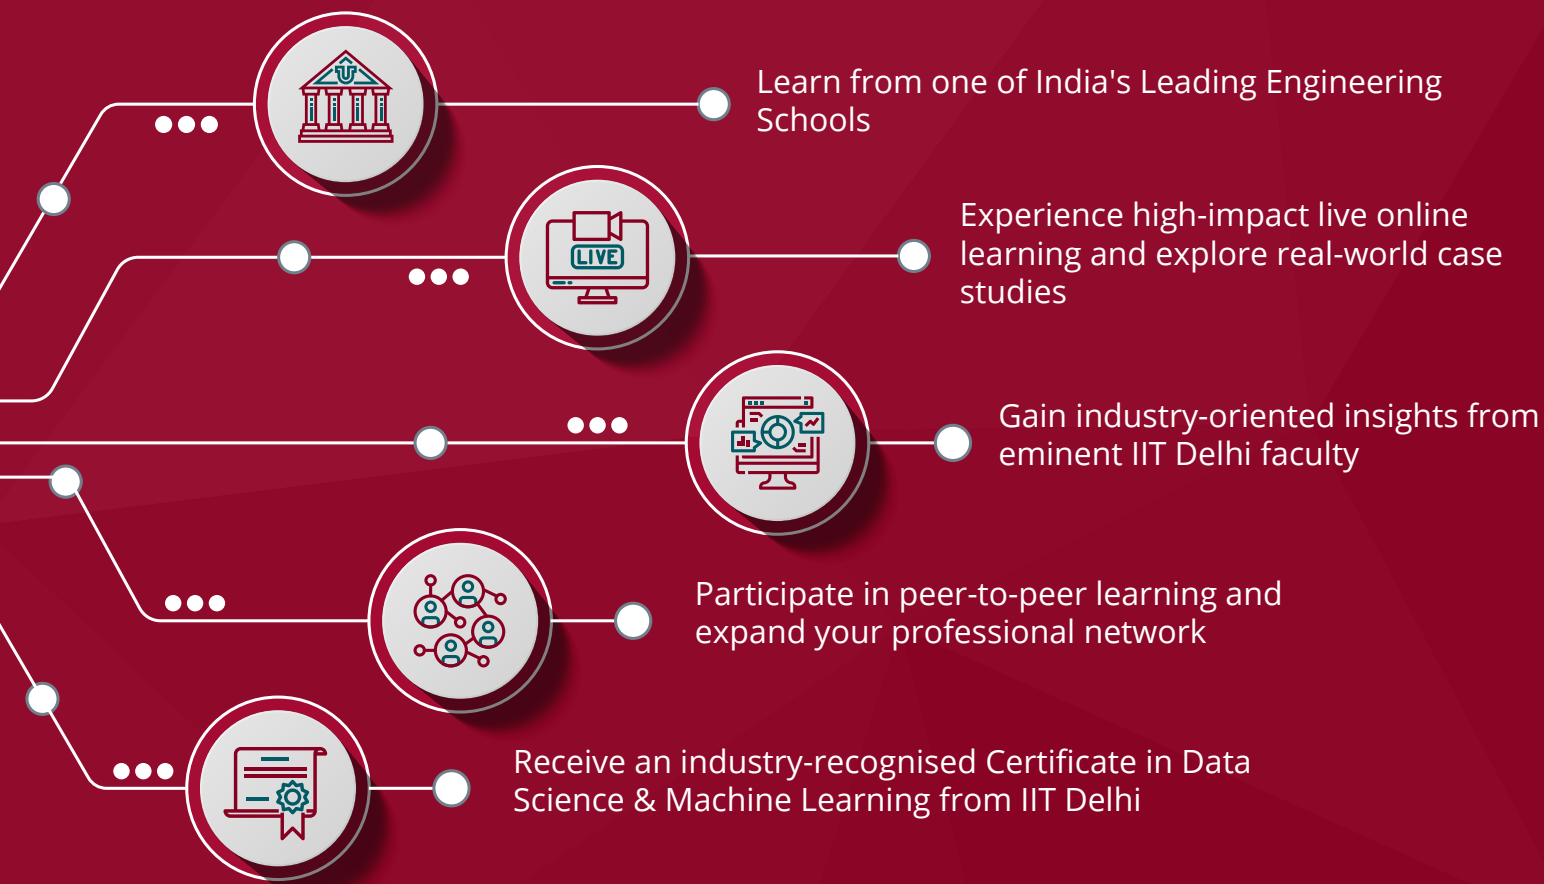 Learn from one of India's Leading Engineering
Schools
Experience high-impact live online
learning and explore real-world case
studies
LIVE
Gain industry-oriented insights from
eminent IIT Delhi faculty
Participate in peer-to-peer learning and
expand your professional network
Receive an industry-recognised Certificate in Data
Science & Machine Learning from IIT Delhi